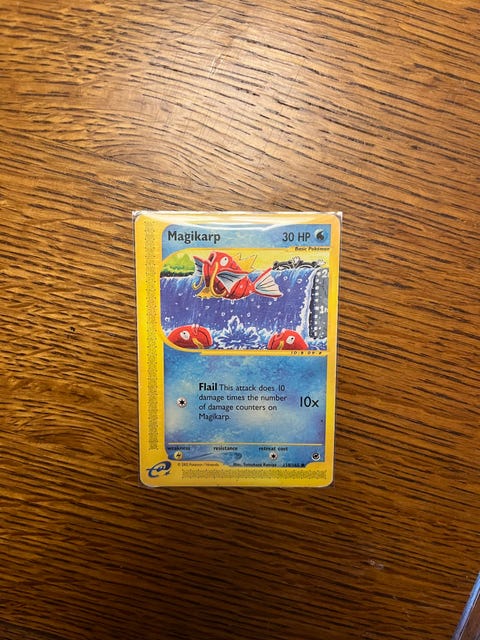 Magikarp 30 HP
Basic Pokémon
Flail This attack does 10
damage times the number
of damage counters on
Magikarp.
10x
weakness resistance retreat cost
e